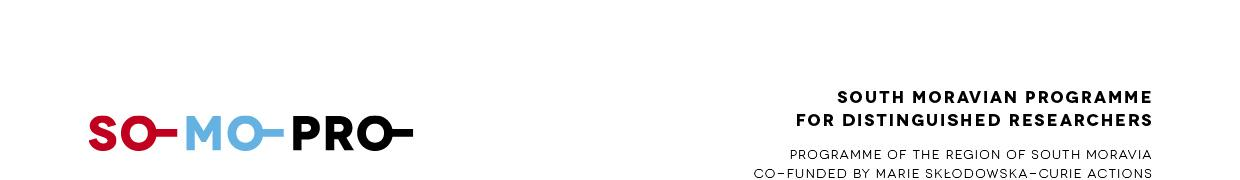 SO-MO-PRO-
SOUTH MORAVIAN PROGRAMME
FOR DISTINGUISHED RESEARCHERS
PROGRAMME OF THE REGION OF SOUTH MORAVIA
CO-FUNDED BY MARIE SKŁODOWSKA-CURIE ACTIONS